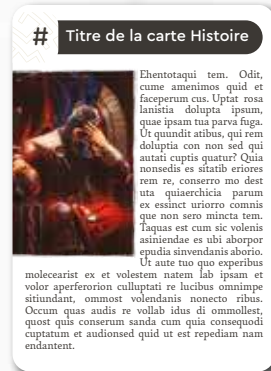 # Titre de la carte Histoire
Ehentotaqui tem. Odit,
cume amenimos quid et
faceperum cus. Uptat rosa
lanistia dolupta ipsum,
quae ipsam tua parva fuga.
Ut quundit atibus, qui rem
doluptia con non sed qui
autati cuptis quatur? Quia
nonsedis es sitatib eriores
rem re, conserro mo dest
uta quiaerchicia parum
ex essinct uriorro comnis
que non sero mincta tem.
Taquas est cum sic volenis
asiniendae es ubi aborpor
epudia sinvendanis aborio.
Ut aute tuo quo experibus
molecearist ex et volestem natem lab ipsam et
volor aperferorion culluptati re lucibus omnimpe
sitiundant, ommost volendanis nonecto ribus.
Occum quas audis re vollab idus di ommollest,
quost quis conserum sanda cum quia consequodi
cuptatum et audionsed quid ut est repediam nam
endantent.